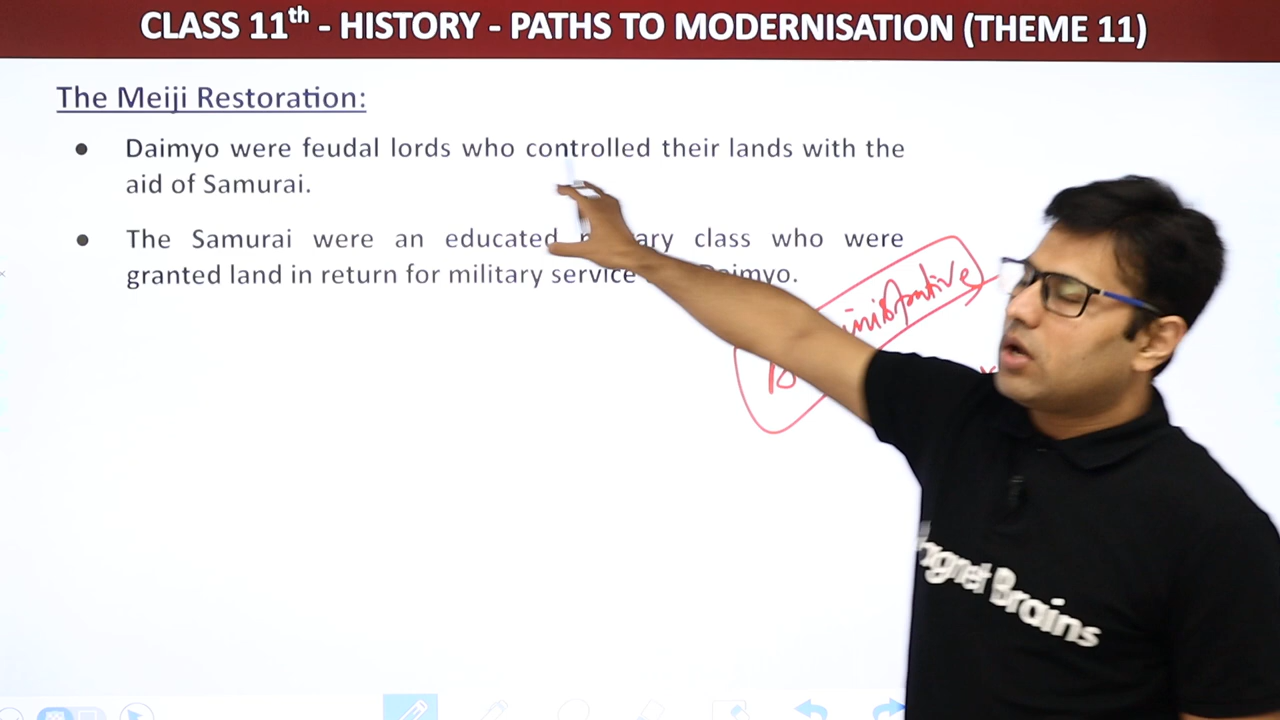 CLASS 11th - HISTORY - PATHS TO MODERNISATION (THEME 11)
The Meiji Restoration:
● Daimyo were feudal lords who controlled their lands with the
aid of Samurai.
● The Samurai were an educated class who were
granted land in return for military service Daimyo.
Brains